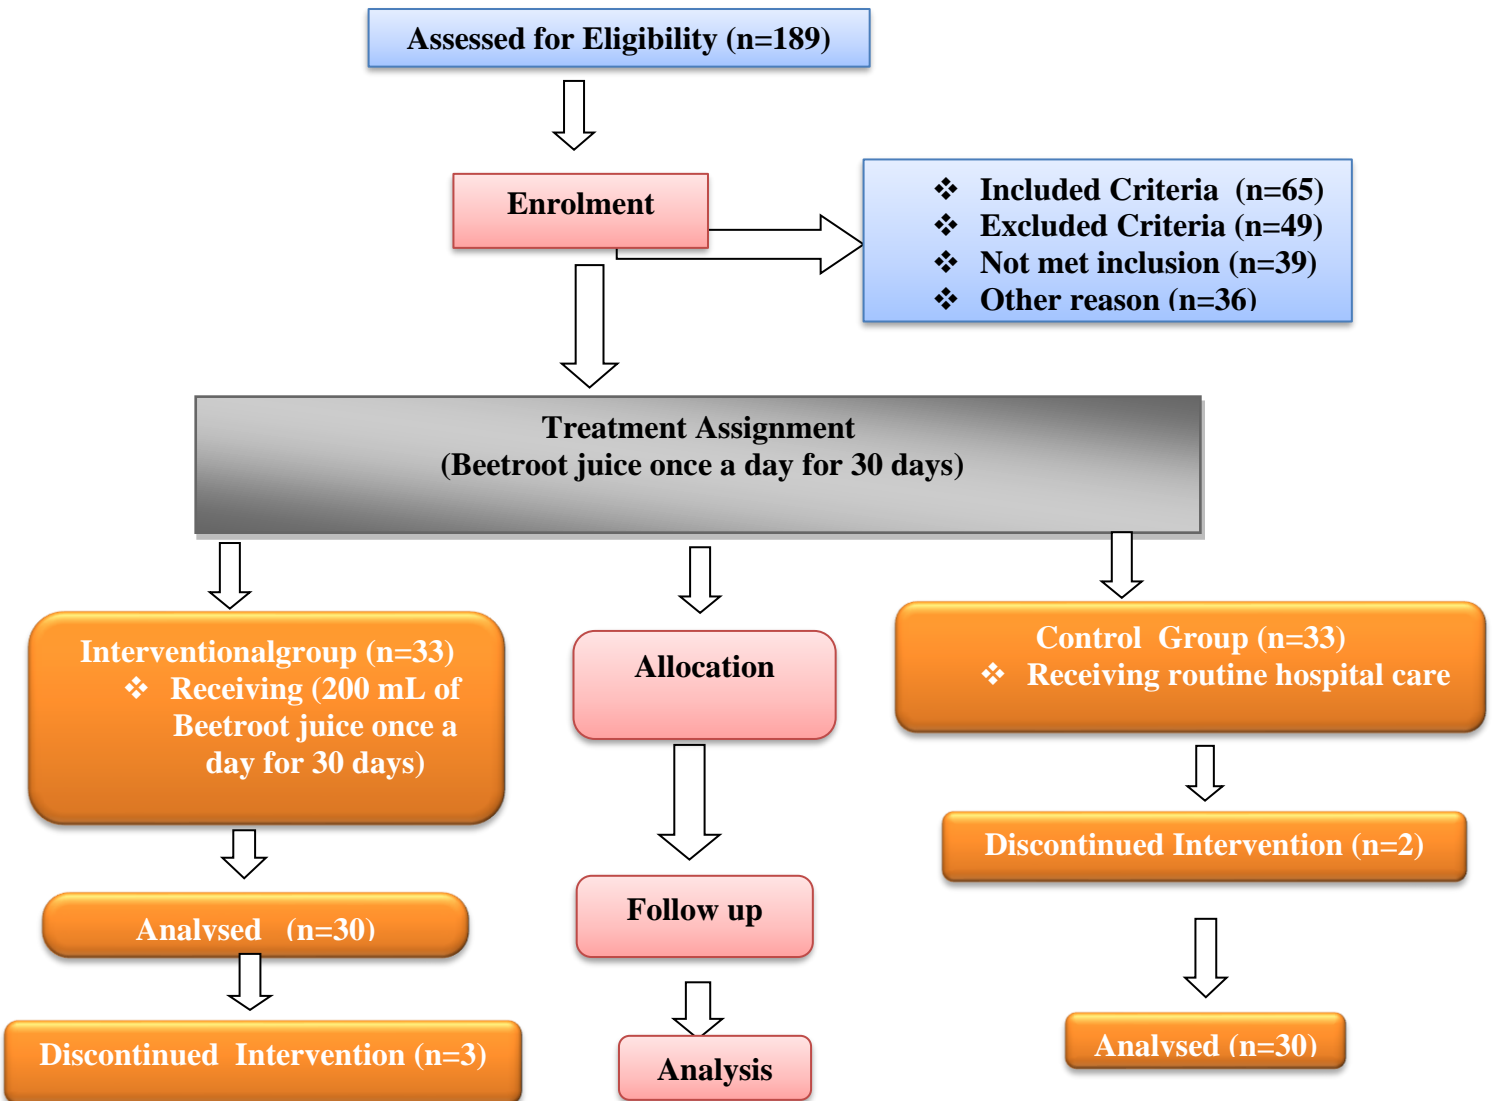 Assessed for Eligibility (n=189)
Enrolment
❖ Included Criteria (n=65)
❖ Excluded Criteria (n=49)
❖ Not met inclusion (n=39)
❖ Other reason (n=36)
Treatment Assignment
(Beetroot juice once a day for 30 days)
Interventionalgroup (n=33)
❖ Receiving (200 mL of
Beetroot juice once a
day for 30 days)
Allocation
Control Group (n=33)
❖ Receiving routine hospital care
Discontinued Intervention (n=2)
Analysed (n=30)
Follow up
Discontinued Intervention (n=3)
Analysis
Analysed (n=30)